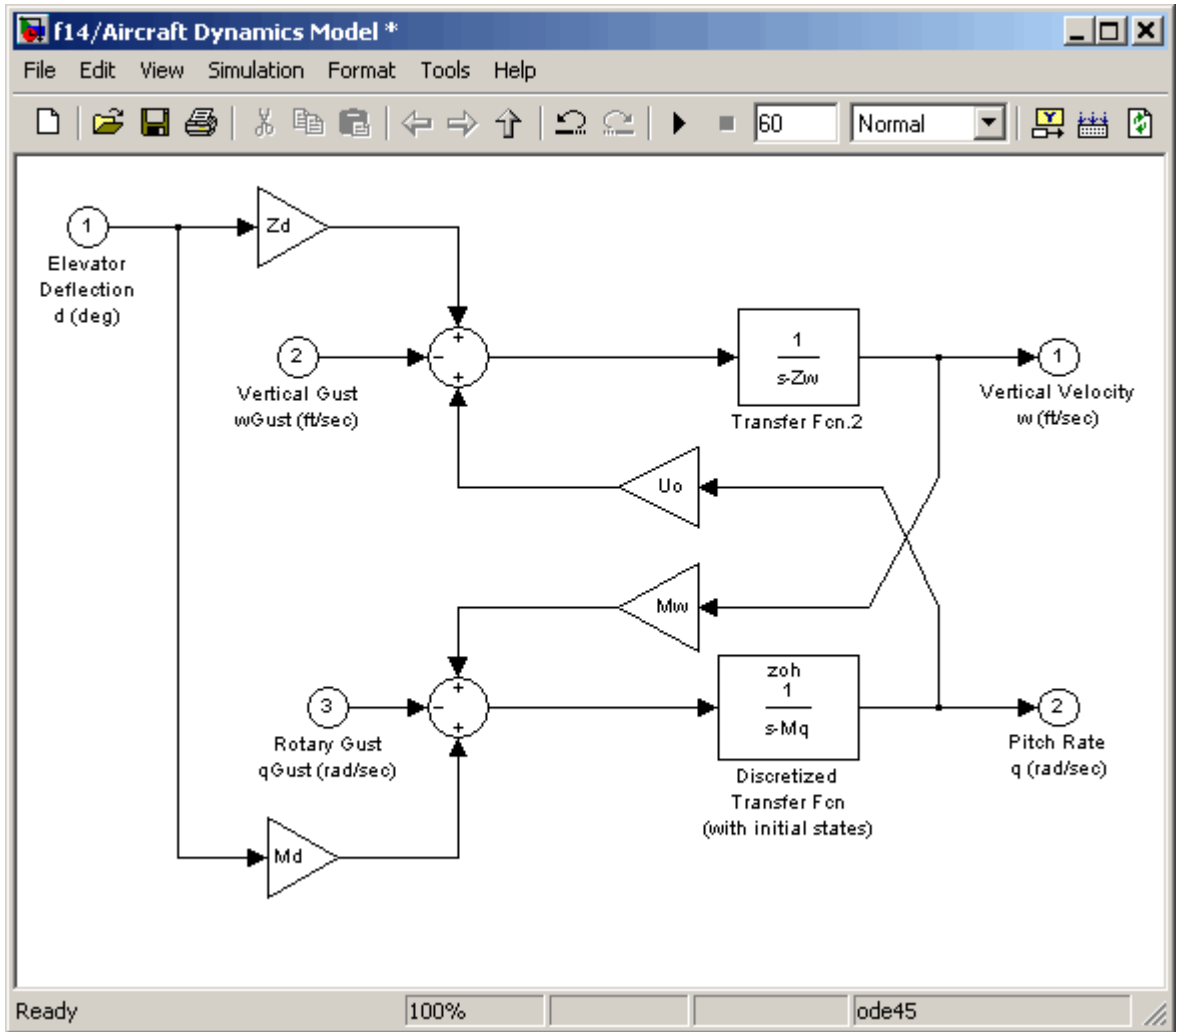 f14/Aircraft Dynamics Model *
File Edit View Simulation Format Tools Help
60 Normal
1
Elevator
Deflection
d (deg)
Zd
2
Vertical Gust
wGust (ft/sec)
+
-
+
1
s-Zw
Transfer Fcn.2
1
Vertical Velocity
w (ft/sec)
Uo
Mw
3
Rotary Gust
qGust (rad/sec)
+
-
+
zoh
1
s-Mq
Discretized
Transfer Fcn
(with initial states)
2
Pitch Rate
q (rad/sec)
Md
Ready 100% ode45